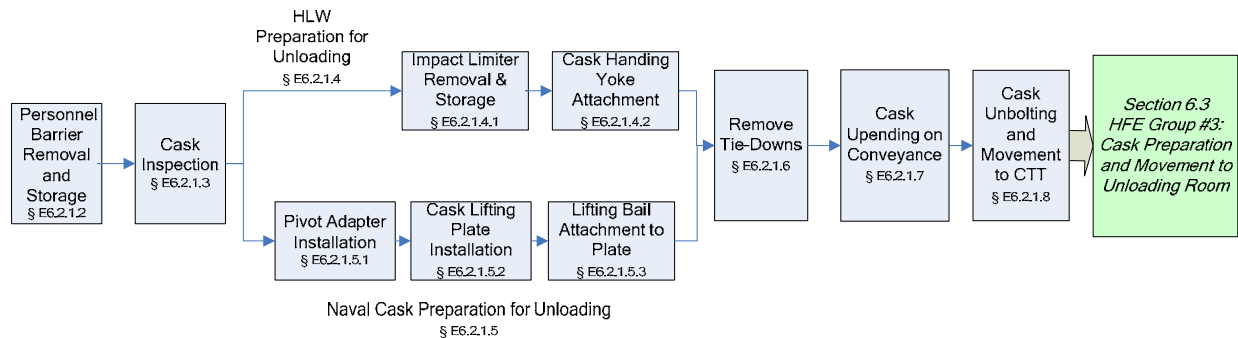 Personnel
Barrier
Removal
and
Storage
§ E6.2.1.2
Cask
Inspection
§ E6.2.1.3
HLW
Preparation for
Unloading
§ E6.2.1.4
Impact Limiter
Removal &
Storage
§ E6.2.1.4.1
Cask Handing
Yoke
Attachment
§ E6.2.1.4.2
Pivot Adapter
Installation
§ E6.2.1.5.1
Cask Lifting
Plate
Installation
§ E6.2.1.5.2
Lifting Bail
Attachment to
Plate
§ E6.2.1.5.3
Naval Cask Preparation for Unloading
§ E6.2.1.5
Remove
Tie-Downs
§ E6.2.1.6
Cask
Upending on
Conveyance
§ E6.2.1.7
Cask
Unbolting
and
Movement
to CTT
§ E6.2.1.8
Section 6.3
HFE Group #3:
Cask Preparation
and Movement to
Unloading Room